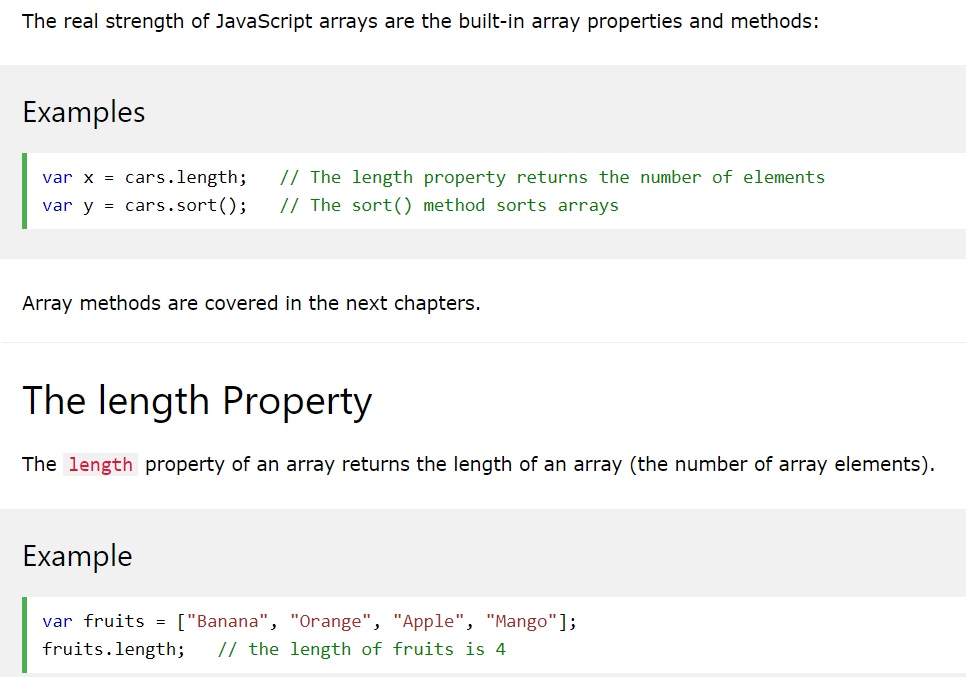 The real strength of JavaScript arrays are the built-in array properties and methods:
Examples
var x = cars.length;   // The length property returns the number of elements
var y = cars.sort();   // The sort() method sorts arrays
Array methods are covered in the next chapters.
The length Property
The length property of an array returns the length of an array (the number of array elements).
Example
var fruits = ["Banana", "Orange", "Apple", "Mango"];
fruits.length;   // the length of fruits is 4